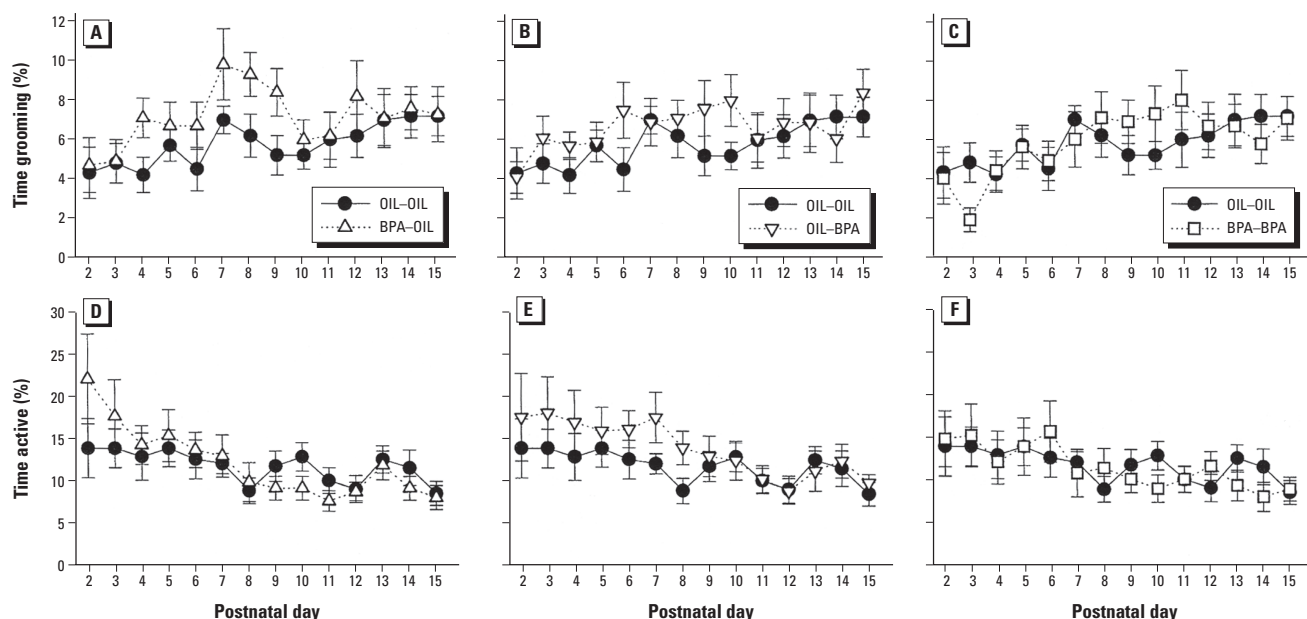 Time grooming (%)
12
10
8
6
4
2
0
A
OIL–OIL
BPA–OIL
2 3 4 5 6 7 8 9 10 11 12 13 14 15
B
OIL–OIL
OIL–BPA
2 3 4 5 6 7 8 9 10 11 12 13 14 15
C
OIL–OIL
BPA–BPA
2 3 4 5 6 7 8 9 10 11 12 13 14 15
Time active (%)
30
25
20
15
10
5
0
D
2 3 4 5 6 7 8 9 10 11 12 13 14 15
Postnatal day
E
2 3 4 5 6 7 8 9 10 11 12 13 14 15
Postnatal day
F
2 3 4 5 6 7 8 9 10 11 12 13 14 15
Postnatal day